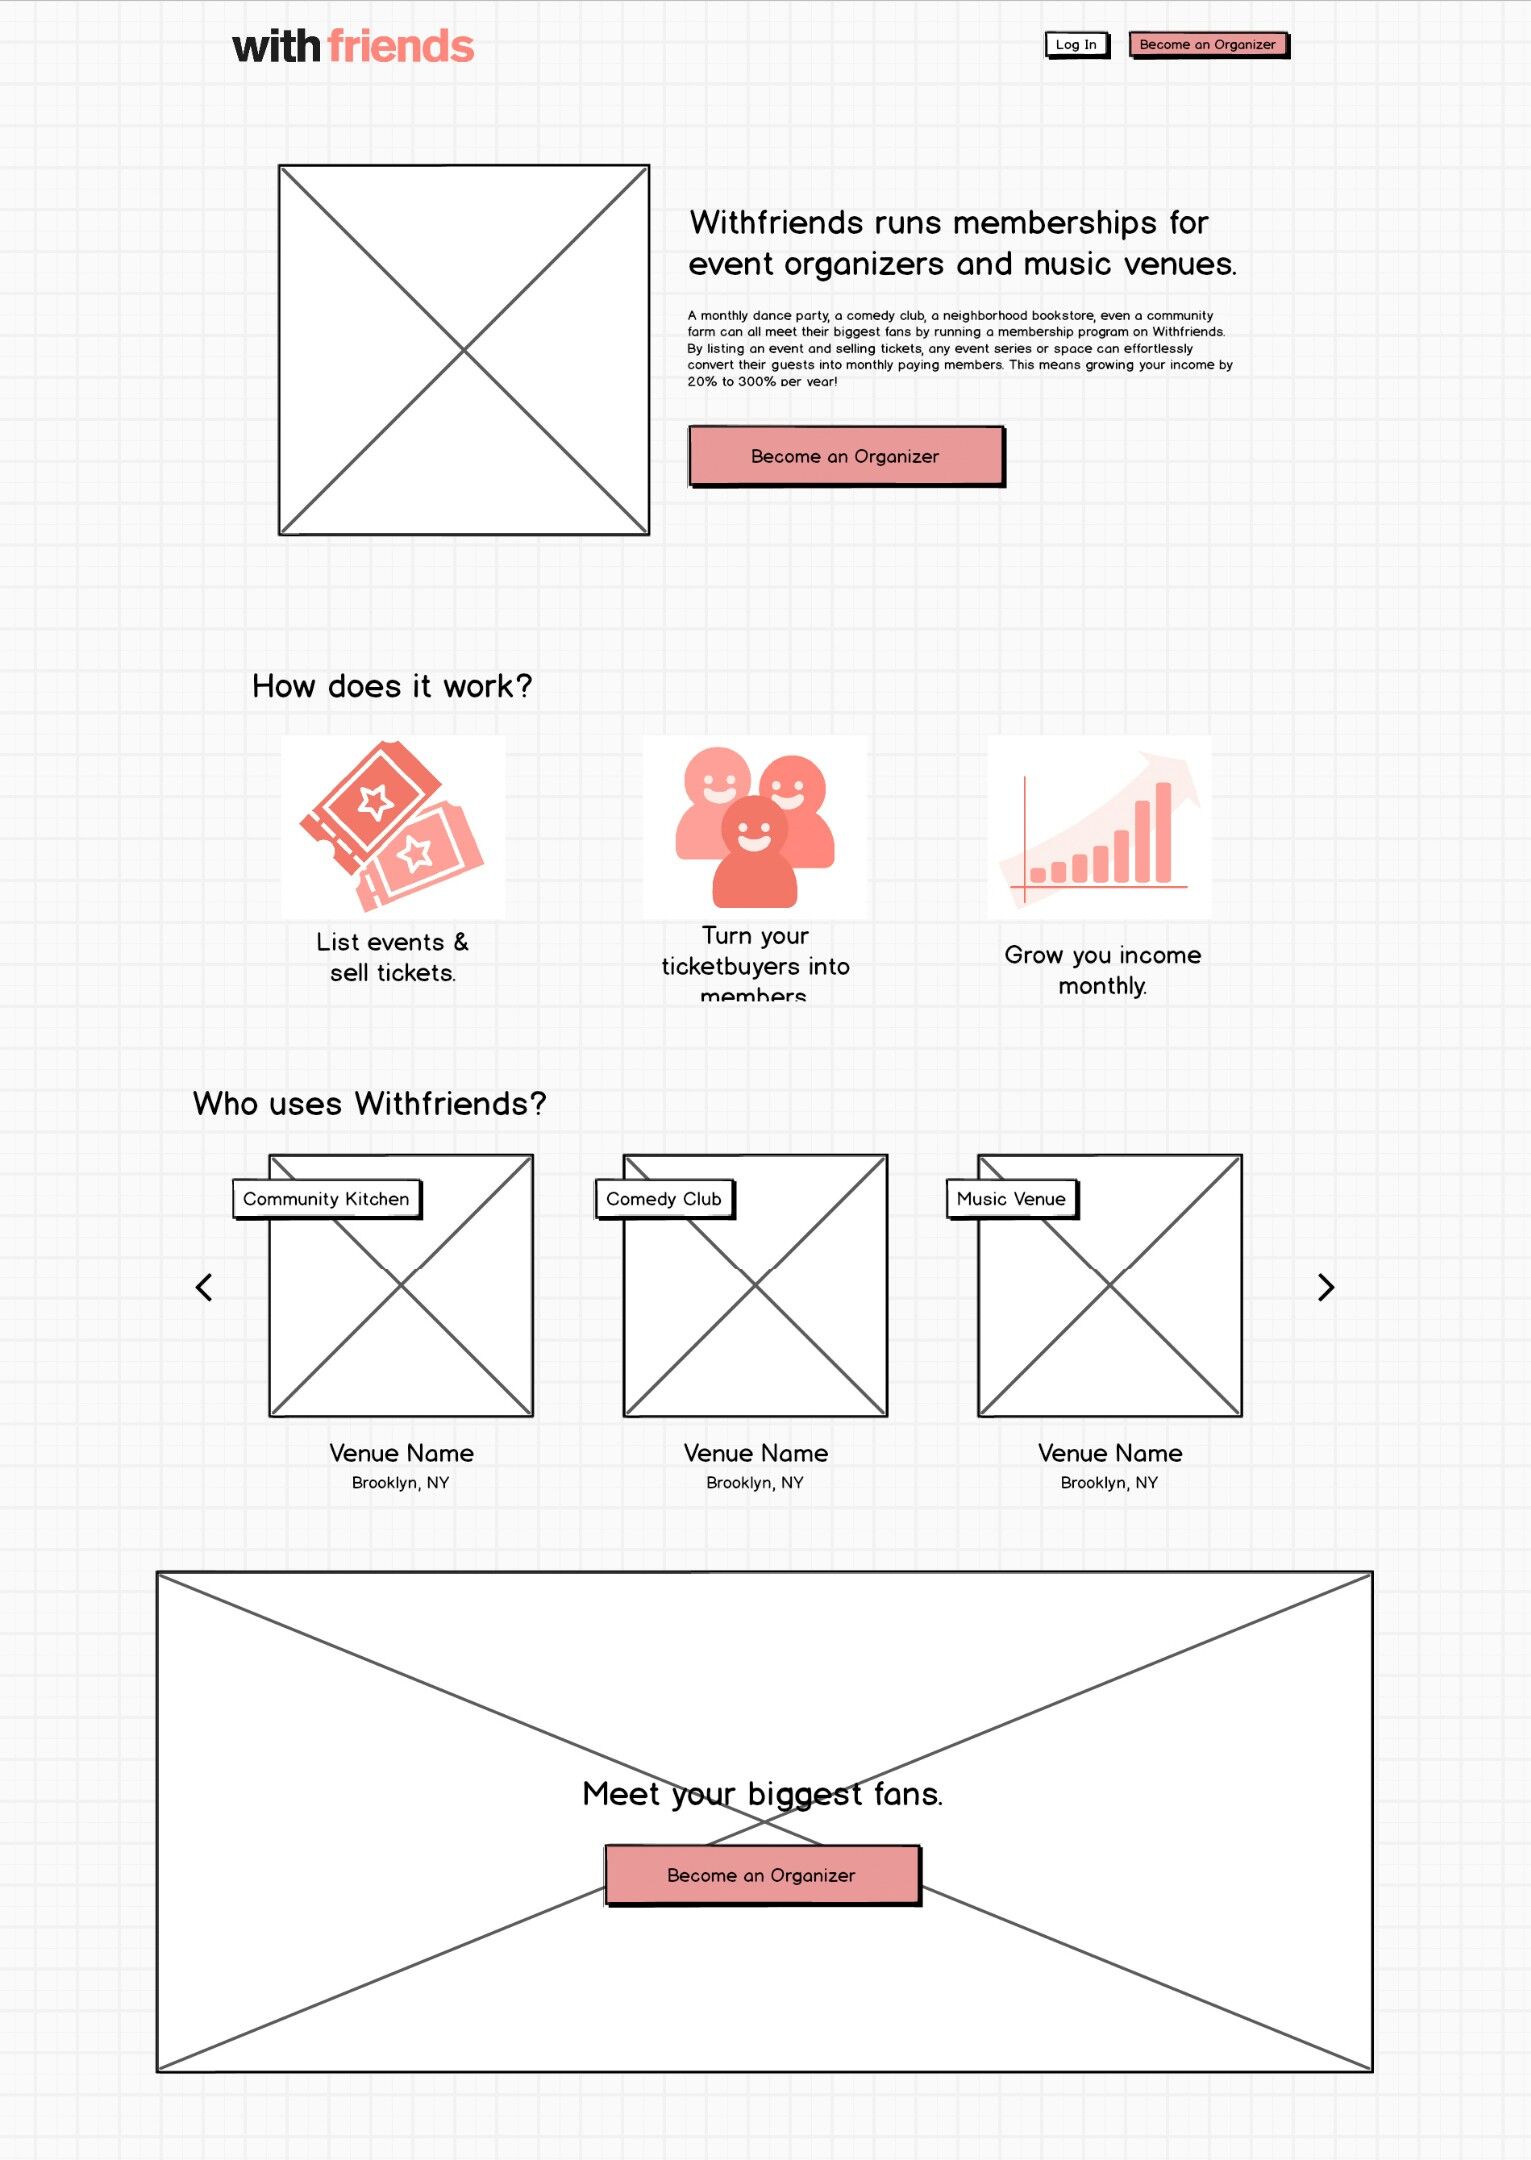 withfriends
Log In
Become an Organizer
Withfriends runs memberships for
event organizers and music venues.
A monthly dance party, a comedy club, a neighborhood bookstore, even a community
farm can all meet their biggest fans by running a membership program on Withfriends.
By listing an event and selling tickets, any event series or space can effortlessly
convert their guests into monthly paying members. This means growing your income by
20% to 300% per year!
Become an Organizer
How does it work?
List events &
sell tickets.
Turn your
ticketbuyers into
members
Grow you income
monthly.
Who uses Withfriends?
Community Kitchen
Comedy Club
Music Venue
Venue Name
Brooklyn, NY
Venue Name
Brooklyn, NY
Venue Name
Brooklyn, NY
Meet your biggest fans.
Become an Organizer